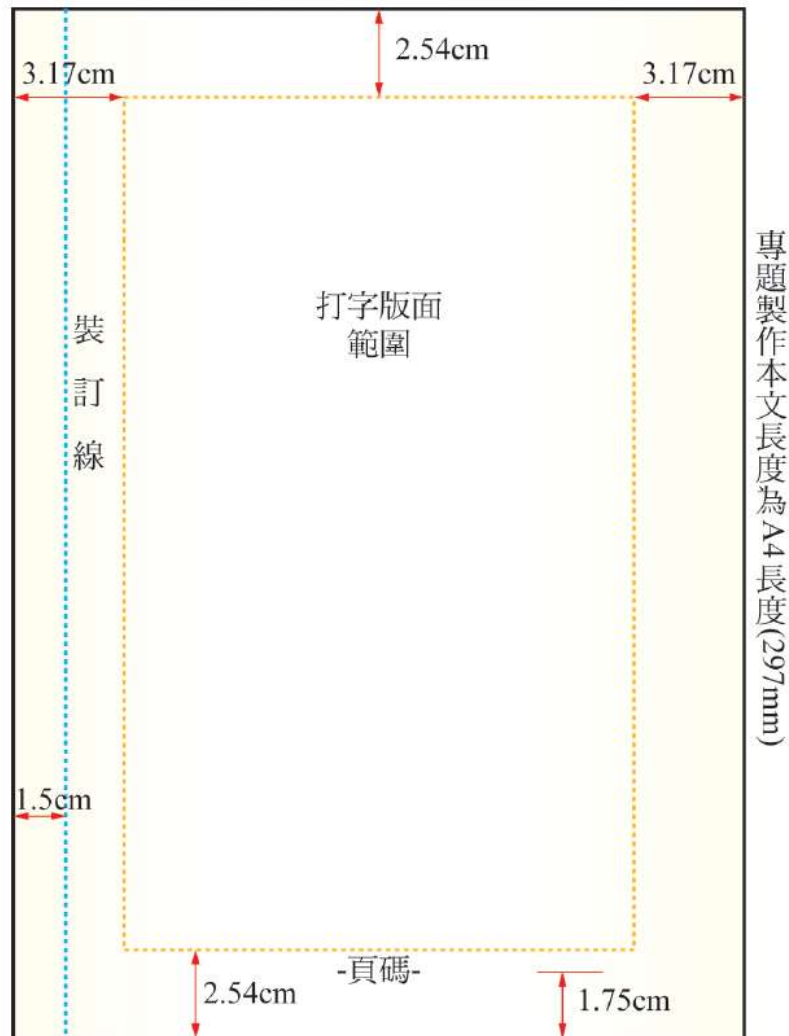 2.54cm
3.17cm
3.17cm
打字版面
範圍
裝訂線
專題製作本文長度為A4長度(297mm)
1.5cm
-頁碼-
2.54cm
1.75cm